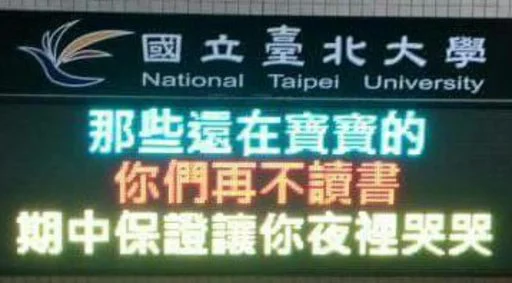 國立臺北大學
National Taipei University
那些還在寶寶的
你們再不讀書
期中保證讓你夜裡哭哭